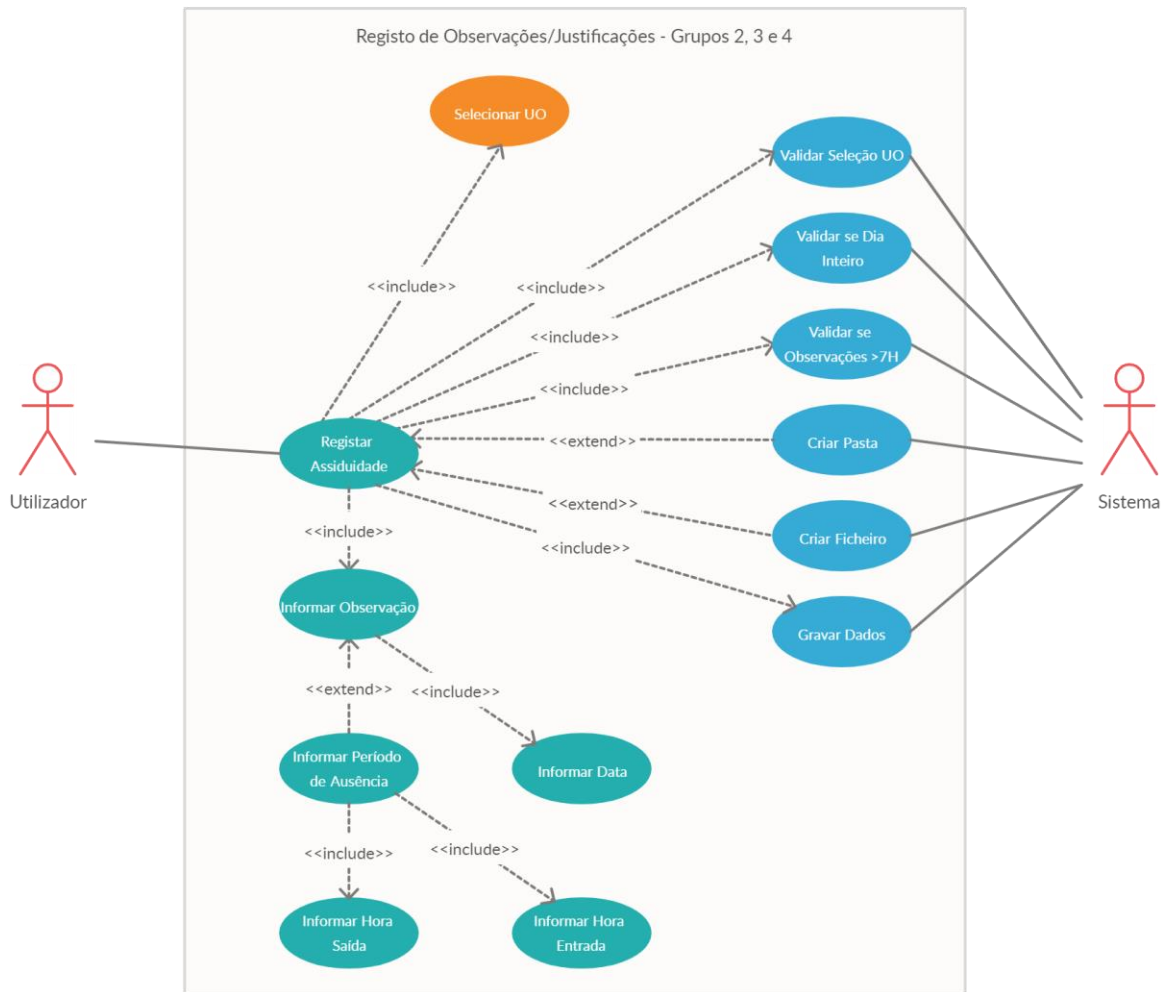 Registo de Observações/Justificações - Grupos 2, 3 e 4
Selecionar UO
Validar Seleção UO
Validar se Dia
Inteiro
<<include>>
<<include>>
<<include>>
Validar se
Observações >7H
<<include>>
Registar
Assiduidade
<<extend>>
Criar Pasta
Utilizador
Sistema
<<extend>>
<<include>>
Criar Ficheiro
<<include>>
Informar Observação
Gravar Dados
<<extend>>
<<include>>
Informar Período
de Ausência
Informar Data
<<include>>
<<include>>
Informar Hora
Saída
Informar Hora
Entrada